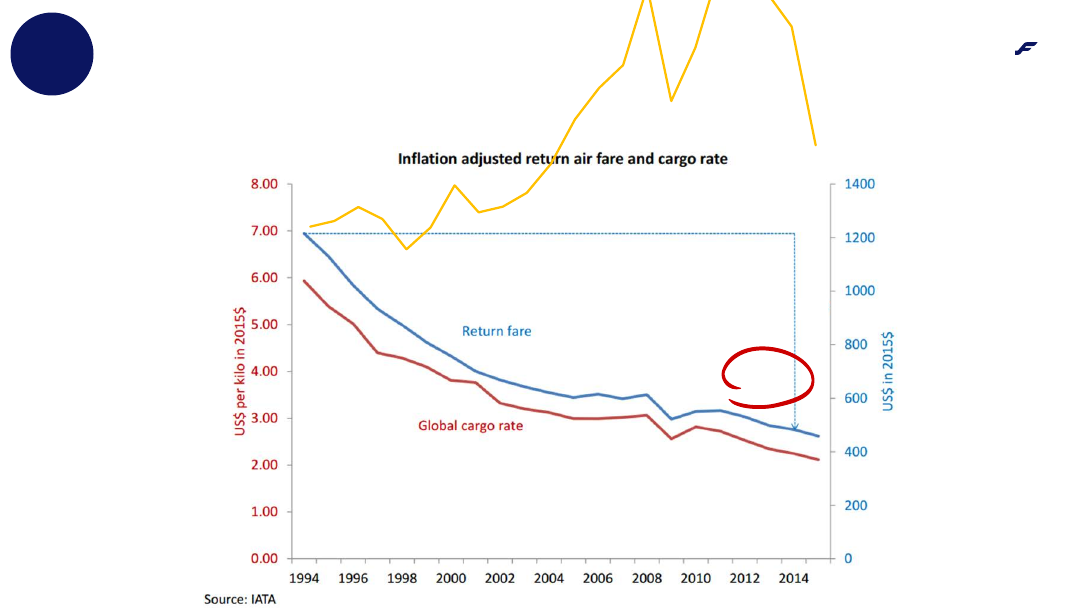 Inflation adjusted return air fare and cargo rate
8.00
7.00
6.00
5.00
4.00
3.00
2.00
1.00
0.00
US$ per kilo in 2015$
1400
1200
1000
800
600
400
200
0
US$ in 2015$
Return fare
Global cargo rate
1994 1996 1998 2000 2002 2004 2006 2008 2010 2012 2014
Source: IATA